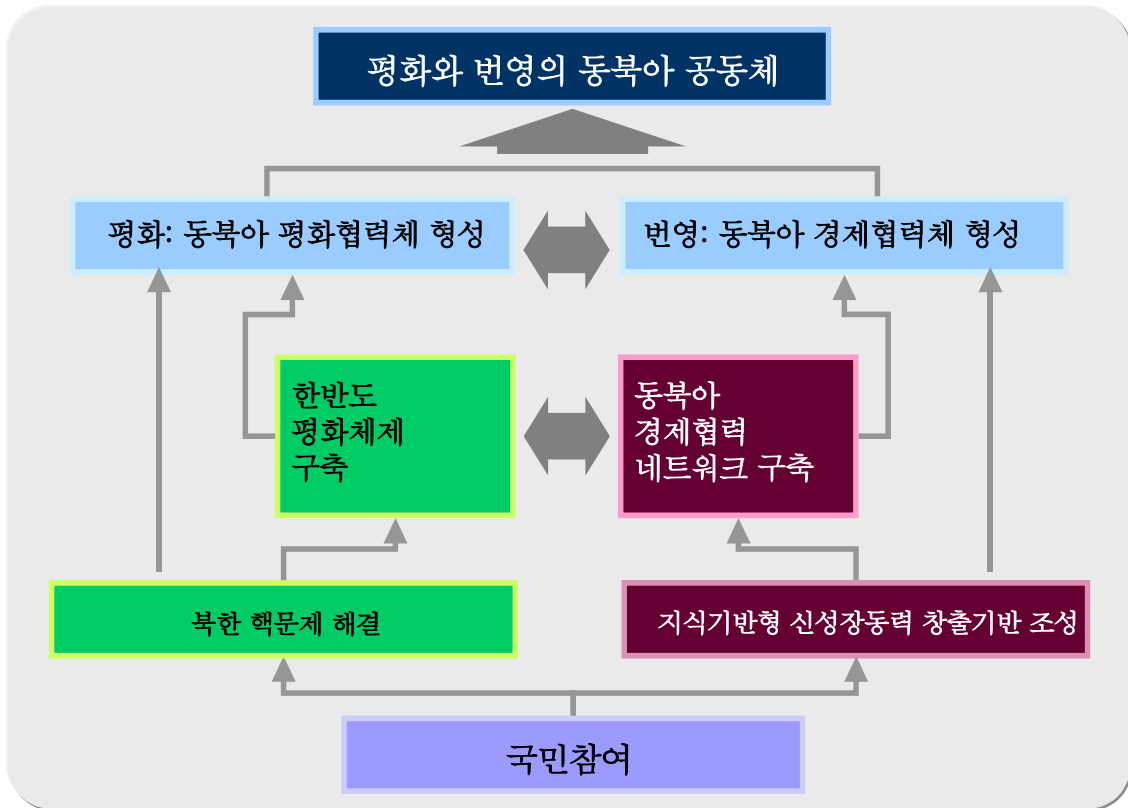 평화와 번영의 동북아 공동체
평화: 동북아 평화협력체 형성
번영: 동북아 경제협력체 형성
한반도
평화체제
구축
동북아
경제협력
네트워크 구축
북한 핵문제 해결
지식기반형 신성장동력 창출기반 조성
국민참여